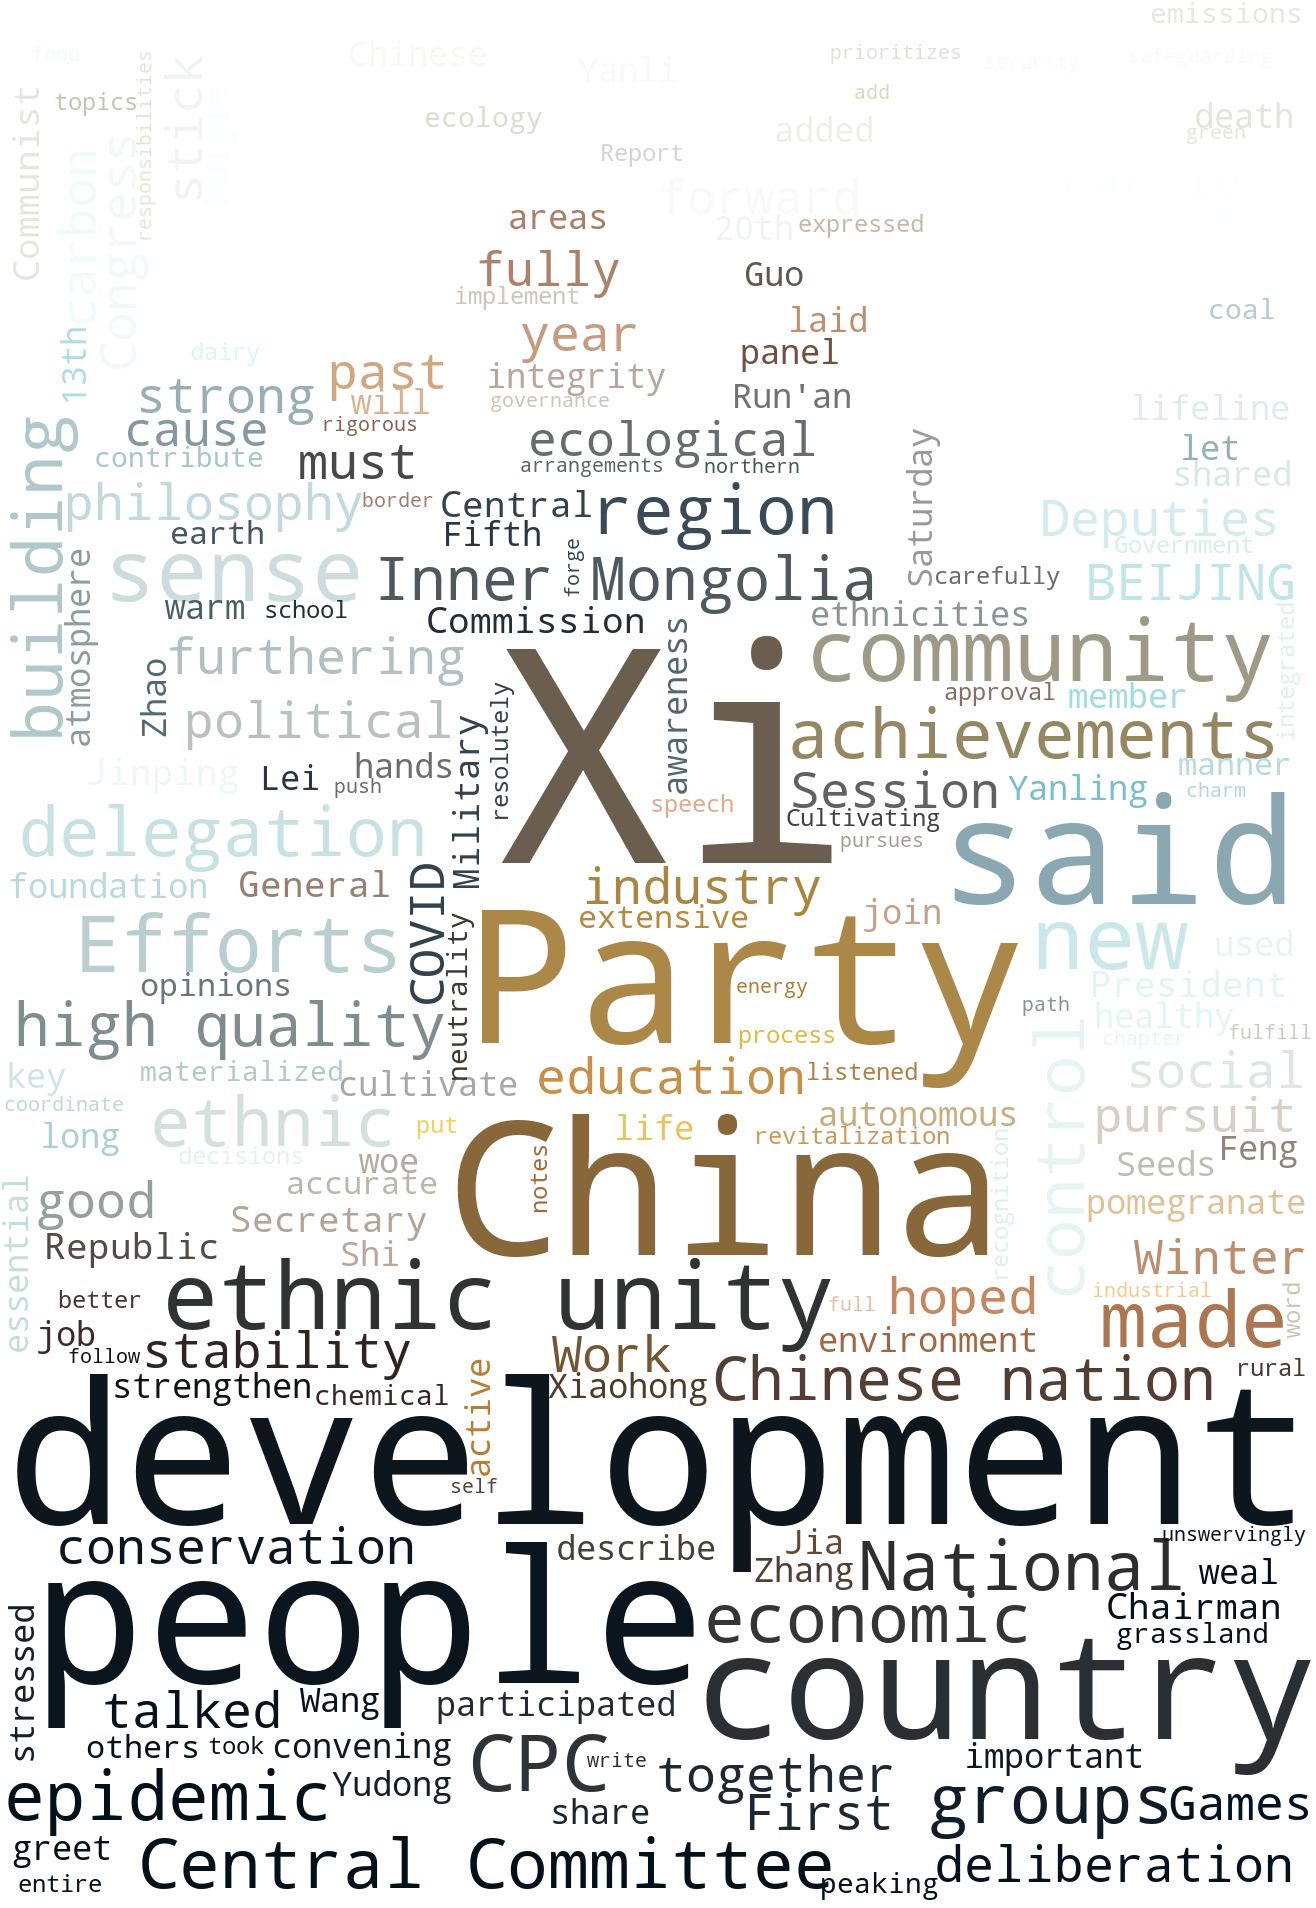 emissions
food
Chinese
prioritizes
safeguarding
security
Yanli
stick
responsibilities
Communist
topics
add
ecology
added
death
green
Report
carbon
Congress
forward
areas
20th
expressed
fully
Guo
implement
coal
laid
year
13th
dairy
panel
past
integrity
strong
will
governance
Run'an
lifeline
cause
rigorous
ecological
let
building
contribute
must
arrangements
northern
Saturday
shared
philosophy
border
Central
region
Deputies
earth
Fifth
Government
atmosphere
sense
forge
Inner Mongolia
carefully
BEIJING
warm
school
Commission
ethnicities
integrated
furthering
Xi
awareness
community
Zhao
resolutely
approval
member
political
Military
achievements
Jinping
Lei
hands
push
Session
Yanling
manner
speech
charm
Cultivating
delegation
pursues
said
foundation
General
COVID
industry
Efforts
neutrality
extensive
join
new
used
Party
opinions
energy
President
path
high quality
process
healthy
control
chapter
fulfill
key
materialized
cultivate
education
listened
social
coordinate
ethnic
put
life
autonomous
pursuit
long
revitalization
recognition
decisions
woe
China
notes
Seeds
Feng
essential
good
accurate
pomegranate
Secretary
Republic
Shi
Winter
ethnic unity
hoped
industrial
better
full
made
word
job
stability
Work
environment
follow
active
strengthen
chemical
Xiaohong
Chinese nation
rural
development
self
conservation
describe
Jia
unswervingly
people
Zhang
National
weal
stressed
economic
Chairman
grassland
country
talked
Wang
participated
others
took
convening
CPC
write
important
epidemic
Yudong
together
groups
Games
share
First
greet
Central Committee
deliberation
entire
peaking